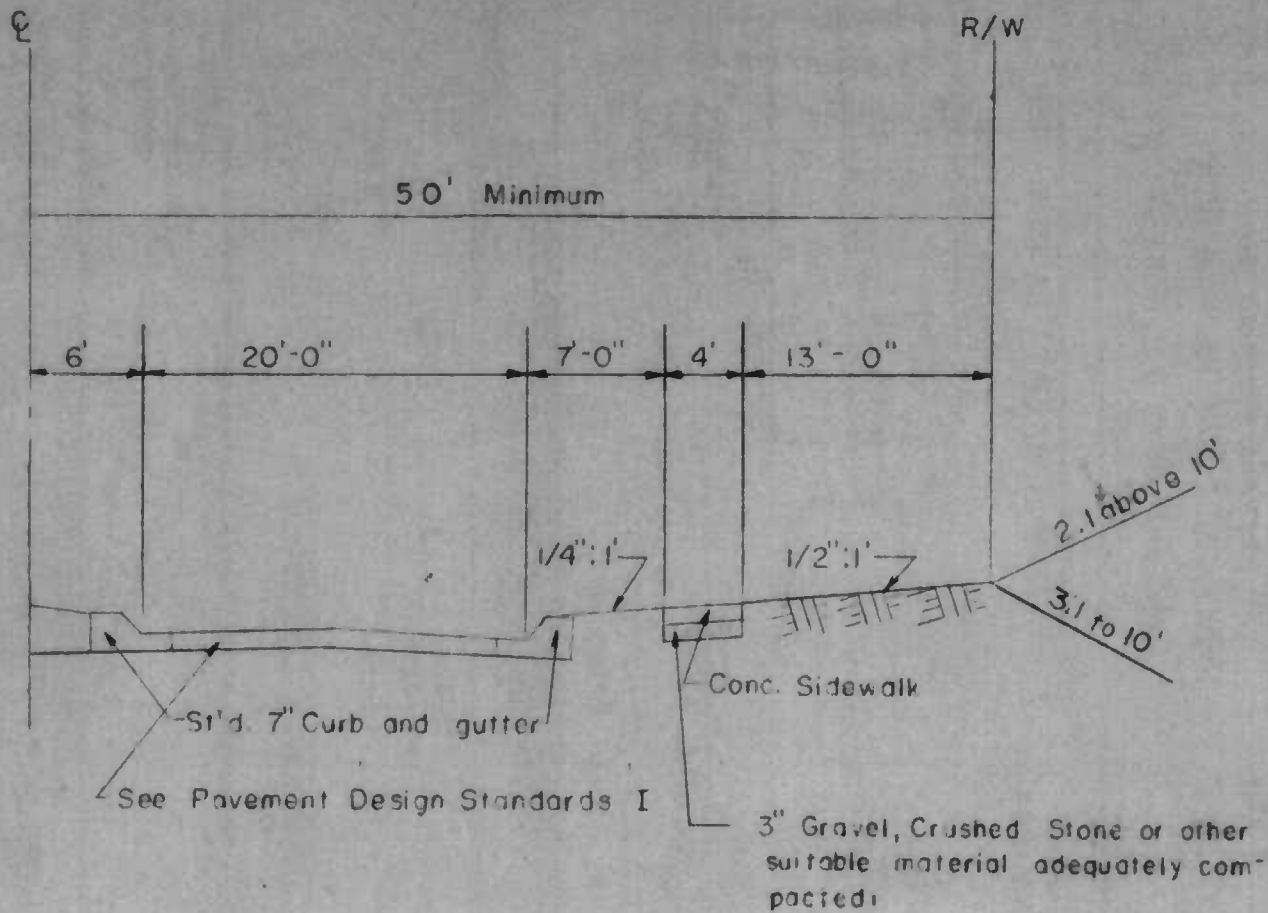 ℄
R/W
50' Minimum
6'
20'-0"
7'-0"
4'
13'-0"
1/4":1'
1/2":1'
2:1 above 10'
3:1 to 10'
Conc. Sidewalk
St'd. 7" Curb and gutter
See Pavement Design Standards I
3" Gravel, Crushed Stone or other
suitable material adequately com-
pacted.